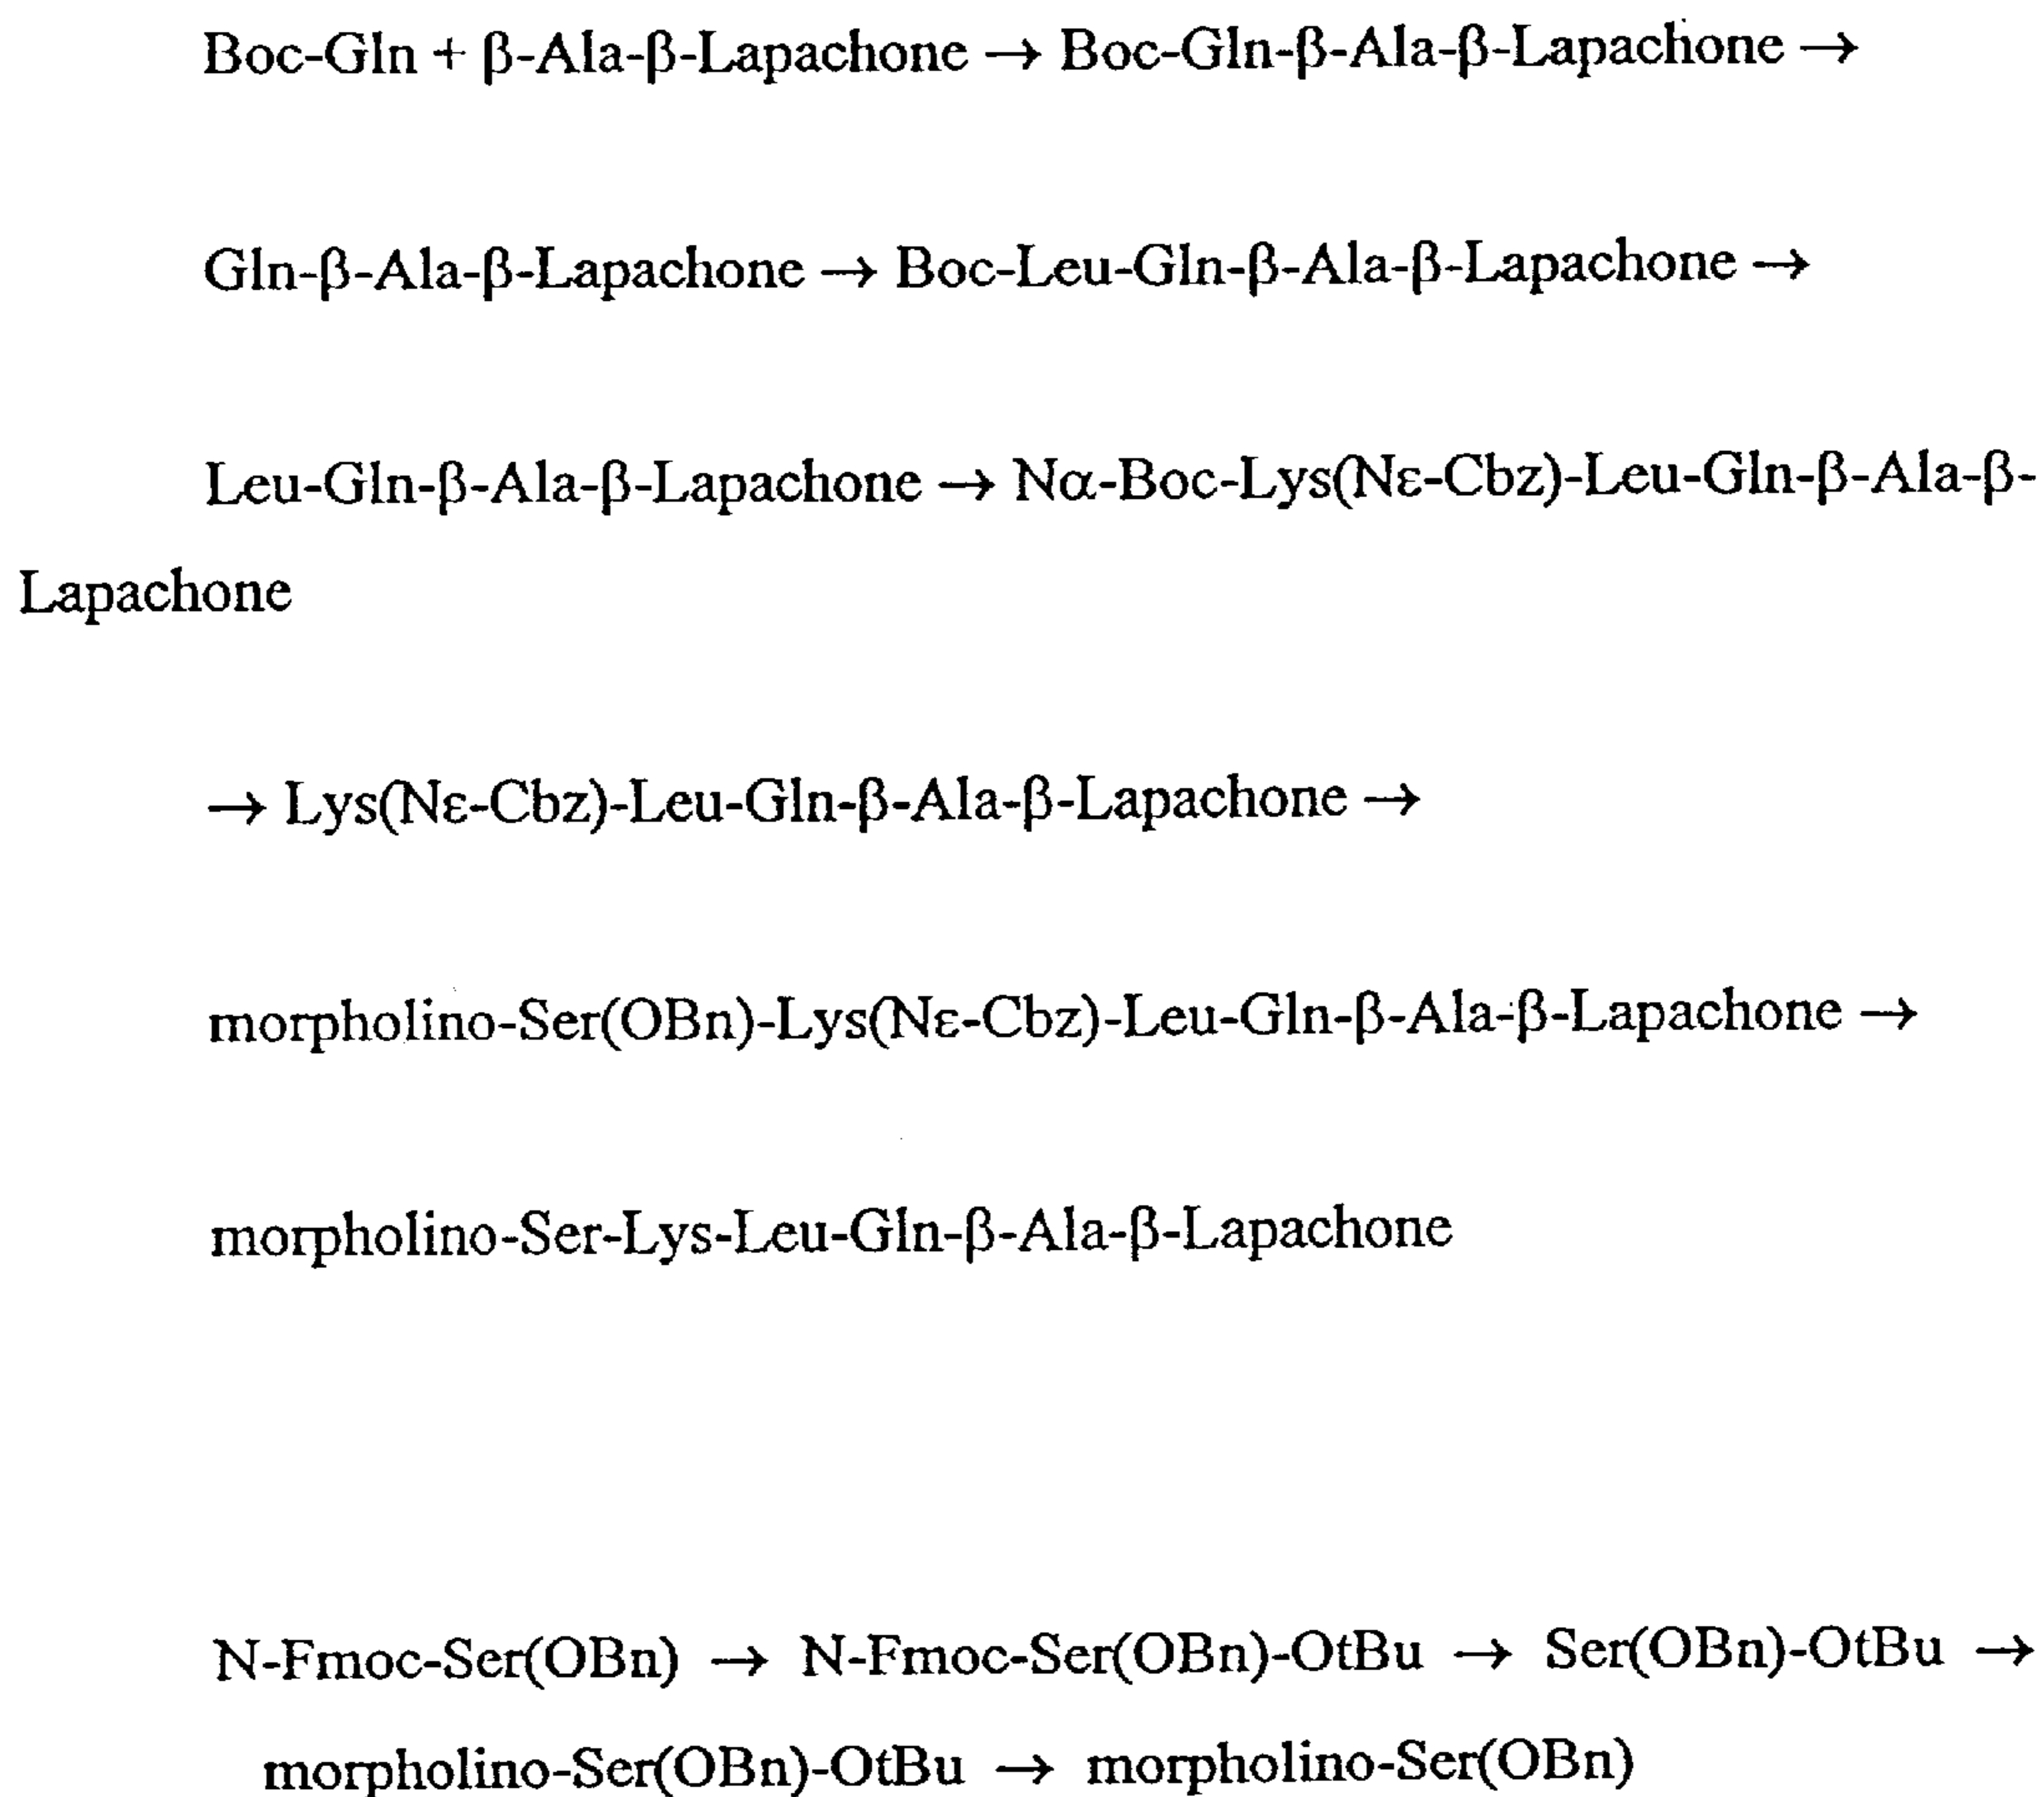 Boc-Gln + β-Ala-β-Lapachone → Boc-Gln-β-Ala-β-Lapachone →
Gln-β-Ala-β-Lapachone → Boc-Leu-Gln-β-Ala-β-Lapachone →
Leu-Gln-β-Ala-β-Lapachone → Nα-Boc-Lys(Nε-Cbz)-Leu-Gln-β-Ala-β-
Lapachone
→ Lys(Nε-Cbz)-Leu-Gln-β-Ala-β-Lapachone →
morpholino-Ser(OBn)-Lys(Nε-Cbz)-Leu-Gln-β-Ala-β-Lapachone →
morpholino-Ser-Lys-Leu-Gln-β-Ala-β-Lapachone
N-Fmoc-Ser(OBn) → N-Fmoc-Ser(OBn)-OtBu → Ser(OBn)-OtBu →
morpholino-Ser(OBn)-OtBu → morpholino-Ser(OBn)